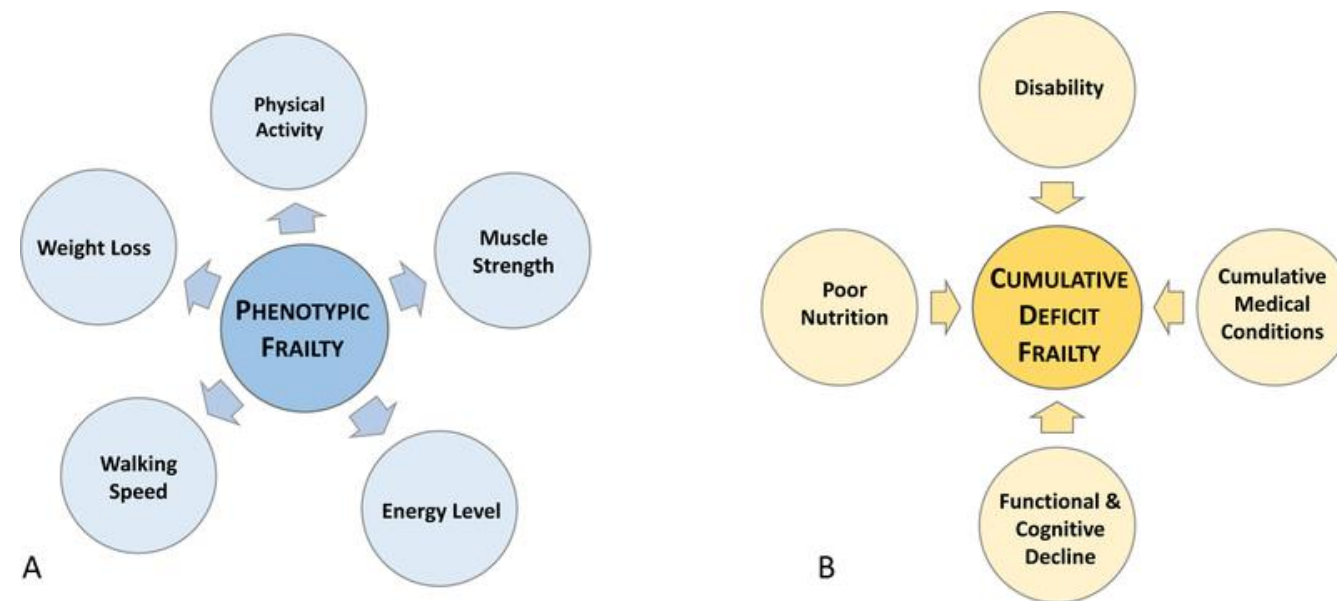 Physical
Activity
Weight Loss
Muscle
Strength
PHENOTYPIC
FRAILTY
Walking
Speed
Energy Level
A
Disability
Poor
Nutrition
CUMULATIVE
DEFICIT
FRAILTY
Cumulative
Medical
Conditions
Functional &
Cognitive
Decline
B